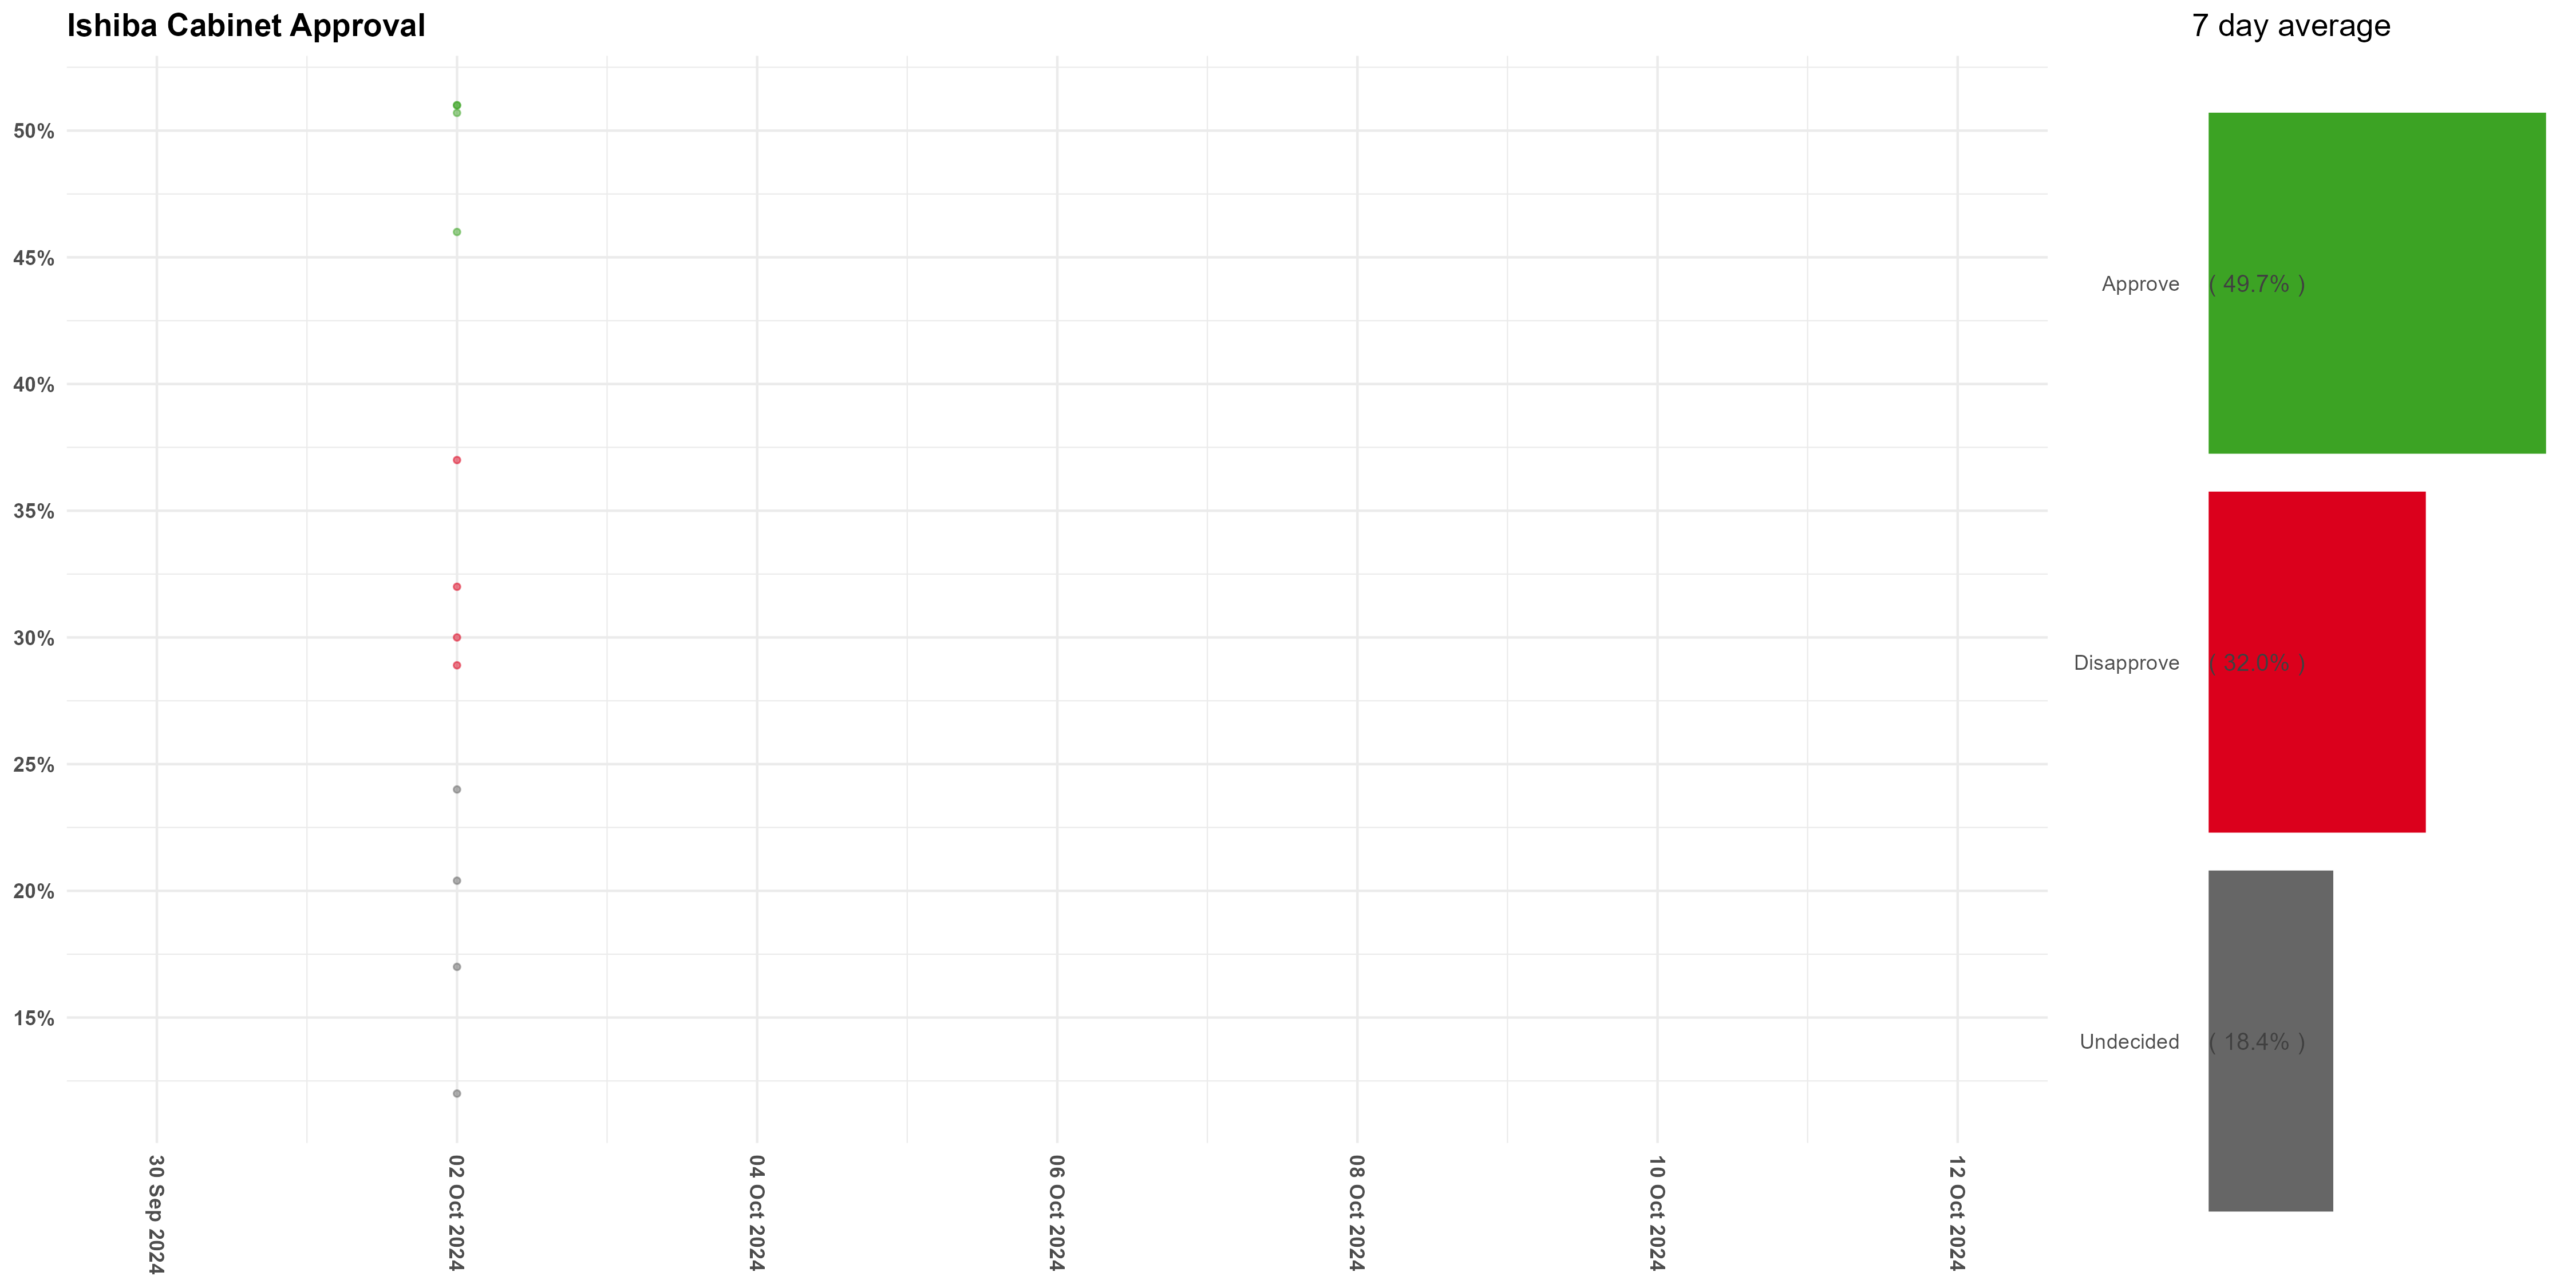 Ishiba Cabinet Approval
7 day average
50%
45%
40%
35%
30%
25%
20%
15%
30 Sep 2024
02 Oct 2024
04 Oct 2024
06 Oct 2024
08 Oct 2024
10 Oct 2024
12 Oct 2024
Approve ( 49.7% )
Disapprove ( 32.0% )
Undecided ( 18.4% )